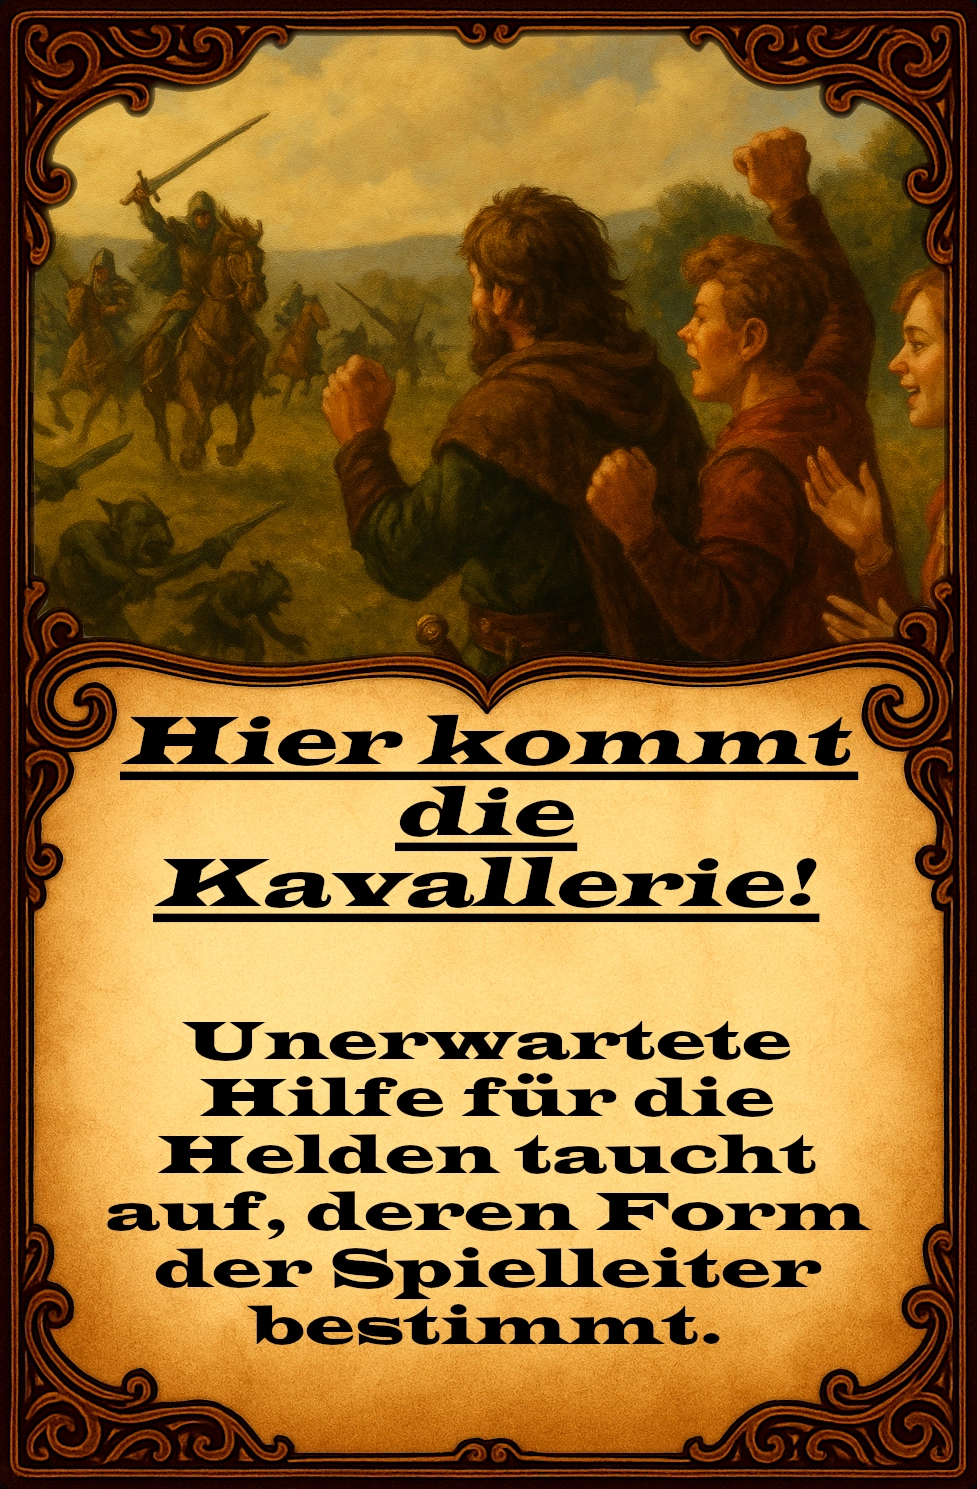 Hier kommt
die
Kavallerie!
Unerwartete
Hilfe für die
Helden taucht
auf, deren Form
der Spielleiter
bestimmt.